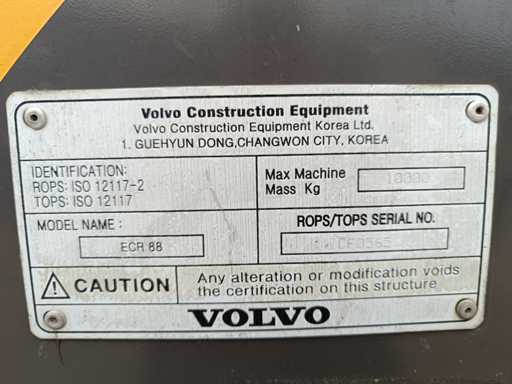 Volvo Construction Equipment
Volvo Construction Equipment Korea Ltd.
1. GUEHYUN DONG,CHANGWON CITY, KOREA
IDENTIFICATION:
ROPS: ISO 12117-2
TOPS: ISO 12117
Max Machine
Mass Kg
10000
MODEL NAME :
ECR 88
ROPS/TOPS SERIAL NO.
CAUTION
Any alteration or modification voids
the certification on this structure
VOLVO